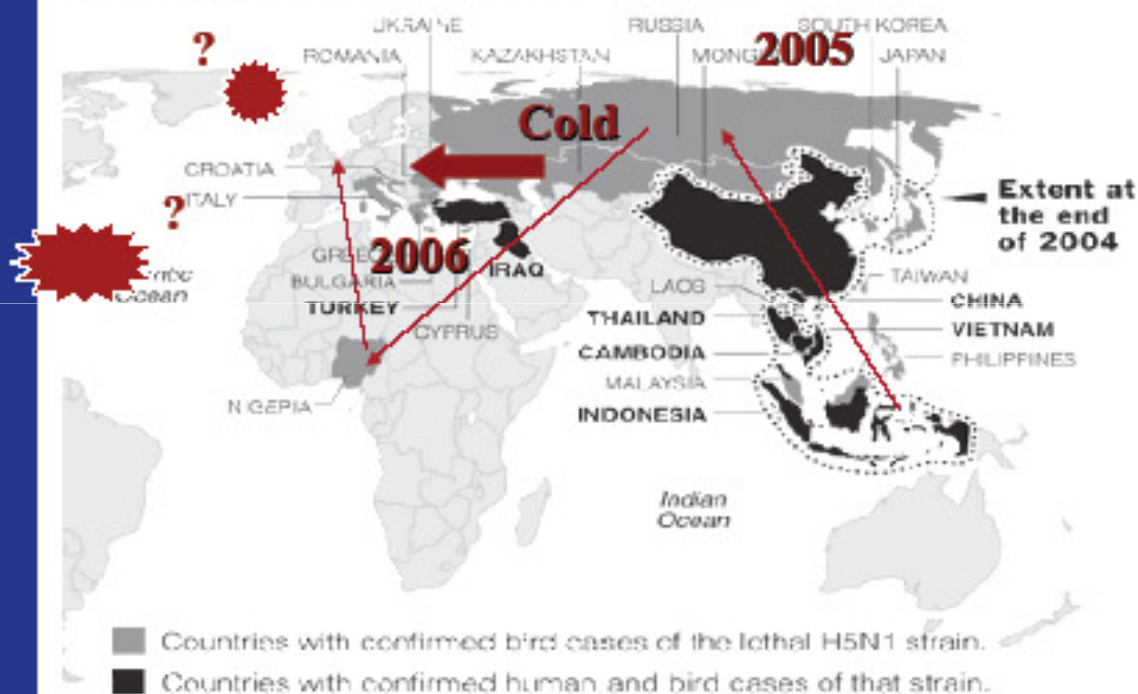 UKRAINE
RUSSIA
SOUTH KOREA
?
ROMANIA
KAZAKHSTAN
2005
JAPAN
Cold
CROATIA
ITALY
?
Extent at
the end
of 2004
2006
IRAQ
BULGARIA
TURKEY
CYPRUS
Ocean
LAOS
TAIWAN
CHINA
THAILAND
VIETNAM
CAMBODIA
PHILIPPINES
MALAYSIA
INDONESIA
NIGERIA
Indian
Ocean
Countries with confirmed bird cases of the lethal H5N1 strain.
Countries with confirmed human and bird cases of that strain.